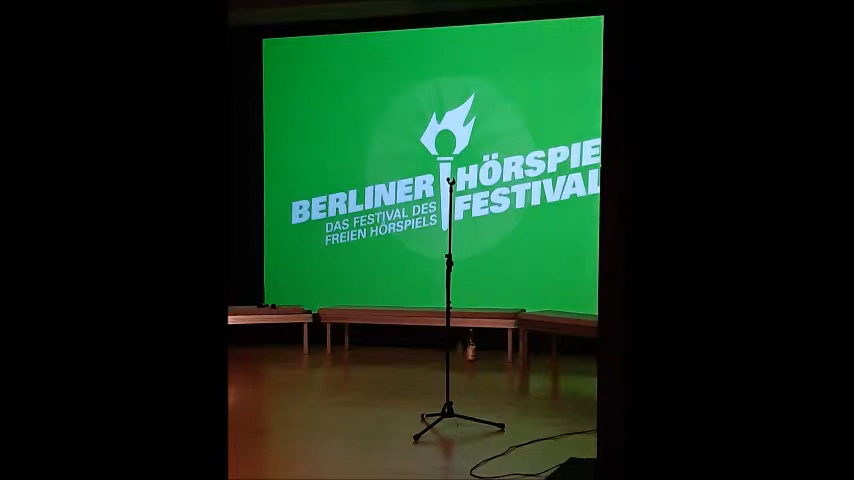 BERLINER HÖRSPIE
FESTIVAL
DAS FESTIVAL DES
FREIEN HÖRSPIELS